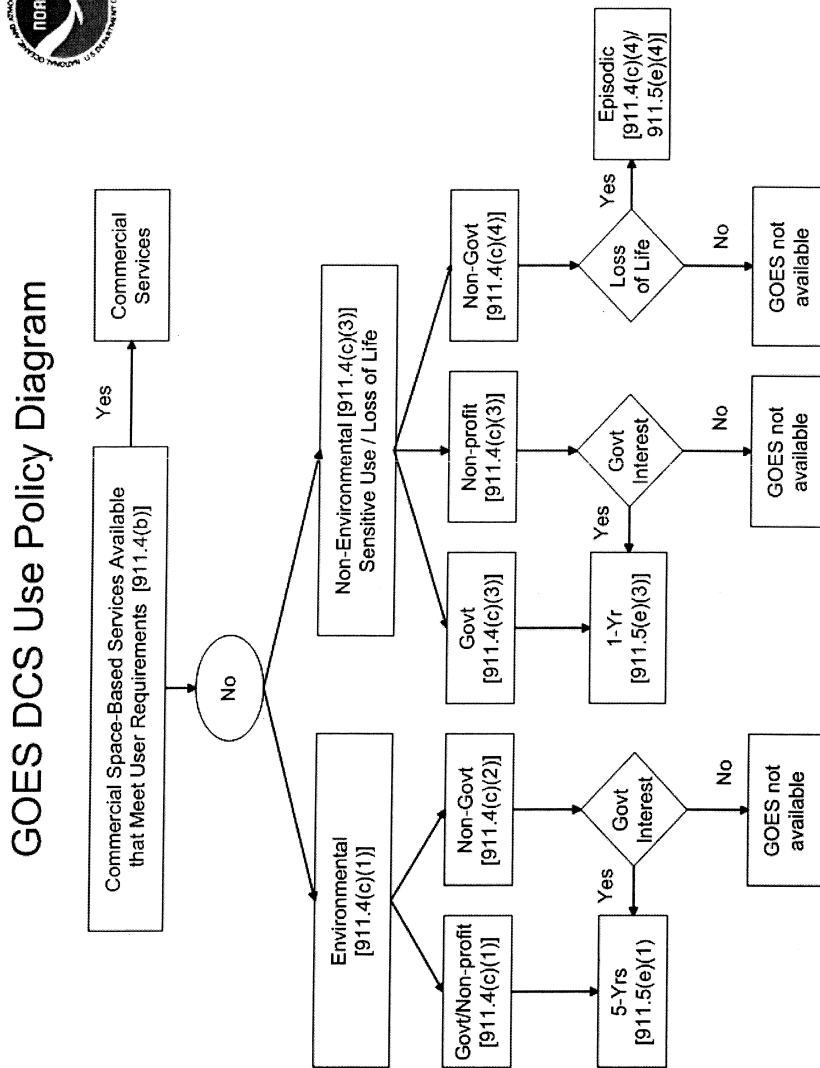 GOES DCS Use Policy Diagram
NATIONAL OCEANIC AND
U.S. DEPARTMENT
Commercial Space-Based Services Available
that Meet User Requirements [911.4(b)]
Yes
Commercial
Services
No
Environmental
[911.4(c)(1)]
Non-Environmental [911.4(c)(3)]
Sensitive Use / Loss of Life
Govt/Non-profit
[911.4(c)(1)]
Non-Govt
[911.4(c)(2)]
Govt
[911.4(c)(3)]
Non-profit
[911.4(c)(3)]
Non-Govt
[911.4(c)(4)]
5-Yrs
[911.5(e)(1)
Yes
Govt
Interest
No
GOES not
available
1-Yr
[911.5(e)(3)]
Yes
Govt
Interest
No
GOES not
available
Loss
of Life
Yes
Episodic
[911.4(c)(4)/
911.5(e)(4)]
No
GOES not
available